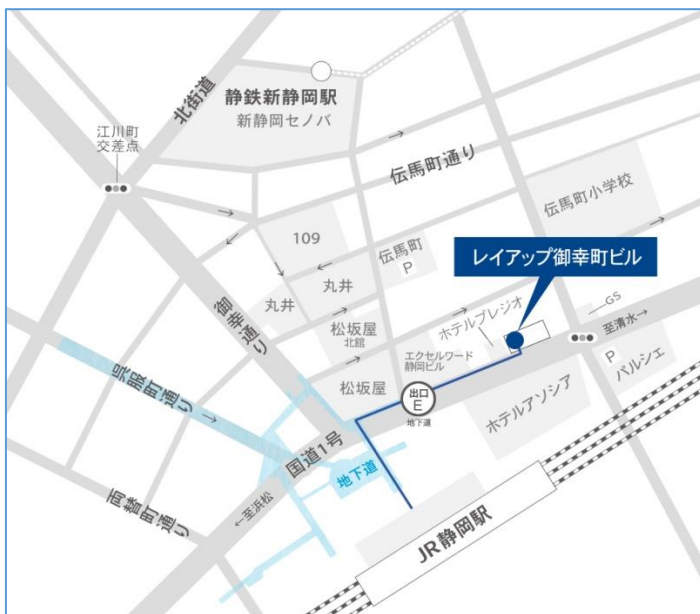 北街道
静鉄新静岡駅
新静岡セノバ
江川町
交差点
伝馬町通り
伝馬町小学校
109
伝馬町
P
レイアップ御幸町ビル
丸井
丸井
御幸通り
松坂屋
北館
ホテルプレジオ
GS
至清水→
エクセルワード
静岡ビル
P
パルシェ
呉服町通り
松坂屋
出口
E
地下道
ホテルアソシア
国道1号
地下道
←至浜松
両替町通り
JR静岡駅